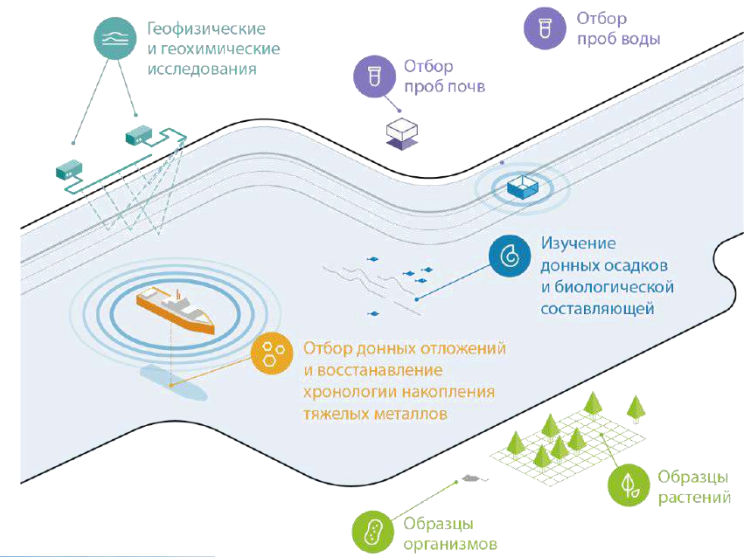 Геофизические
и геохимические
исследования
Отбор
проб воды
Отбор
проб почв
Изучение
донных осадков
и биологической
составляющей
Отбор донных отложений
и восстанавление
хронологии накопления
тяжелых металлов
Образцы
растений
Образцы
организмов